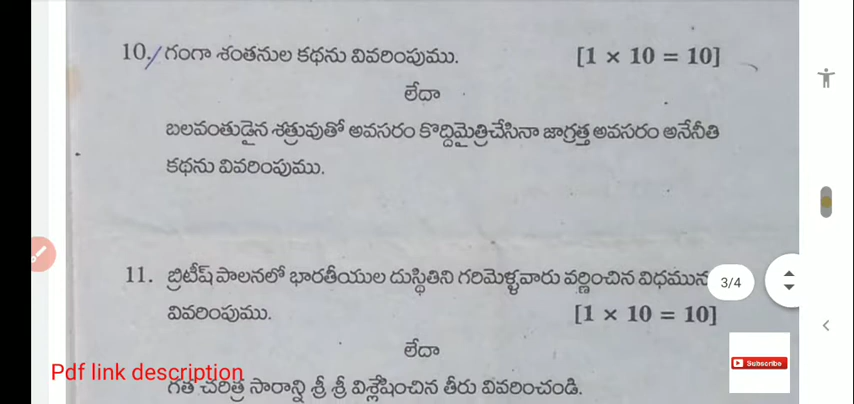 10. గంగా శంతనుల కథను వివరింపుము. [1 × 10 = 10]
లేదా
బలవంతుడైన శత్రువుతో అవసరం కొద్దిమైత్రిచేసినా జాగ్రత్త అవసరం అనేనీతి
కథను వివరింపుము.
11. బ్రిటీష్ పాలనలో భారతీయుల దుస్థితిని గరిమెళ్ళవారు వర్ణించిన విధమున
3/4
వివరింపుము. [1 × 10 = 10]
లేదా
Subscribe
Pdf link description
గత చరిత్ర సారాన్ని శ్రీ శ్రీ విశ్లేషించిన తీరు వివరించండి.